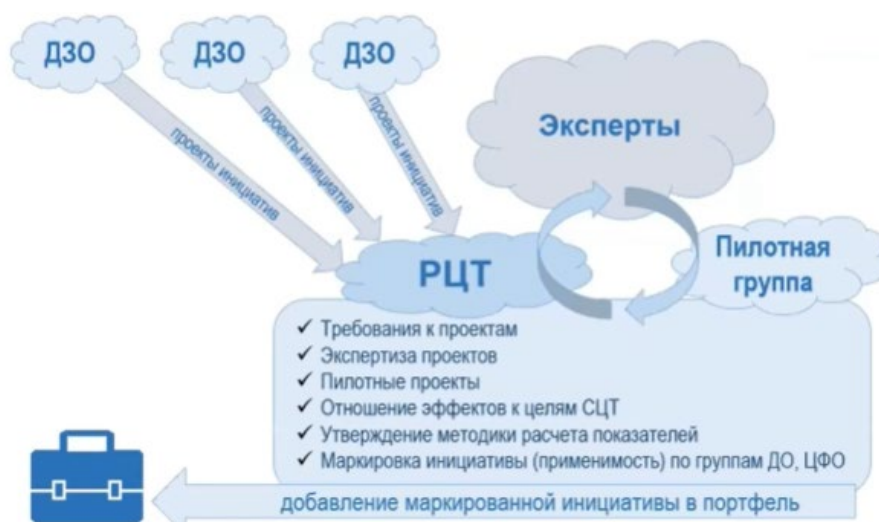 ДЗО
ДЗО
ДЗО
проекты инициатив
проекты инициатив
проекты инициатив
Эксперты
Пилотная
группа
РЦТ
✓ Требования к проектам
✓ Экспертиза проектов
✓ Пилотные проекты
✓ Отношение эффектов к целям СЦТ
✓ Утверждение методики расчета показателей
✓ Маркировка инициативы (применимость) по группам ДО, ЦФО
добавление маркированной инициативы в портфель